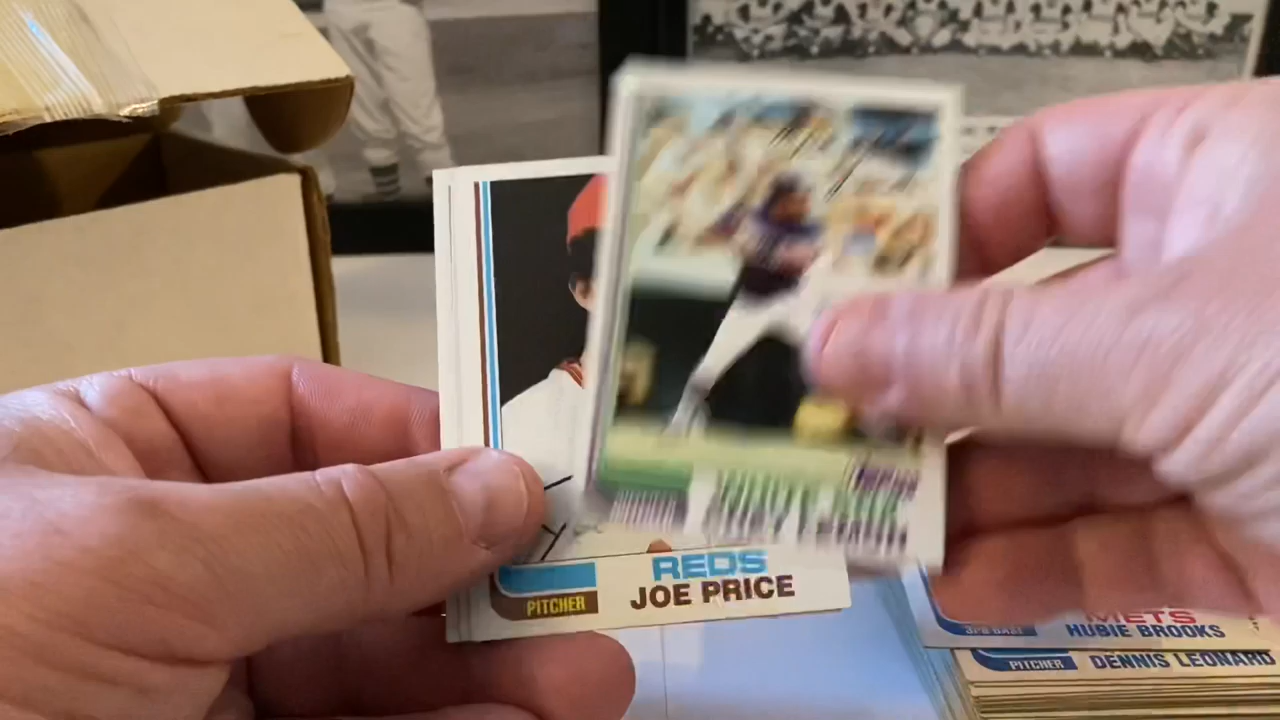 REDS
PITCHER JOE PRICE
METS
3RD BASE HUBIE BROOKS
PITCHER DENNIS LEONARD